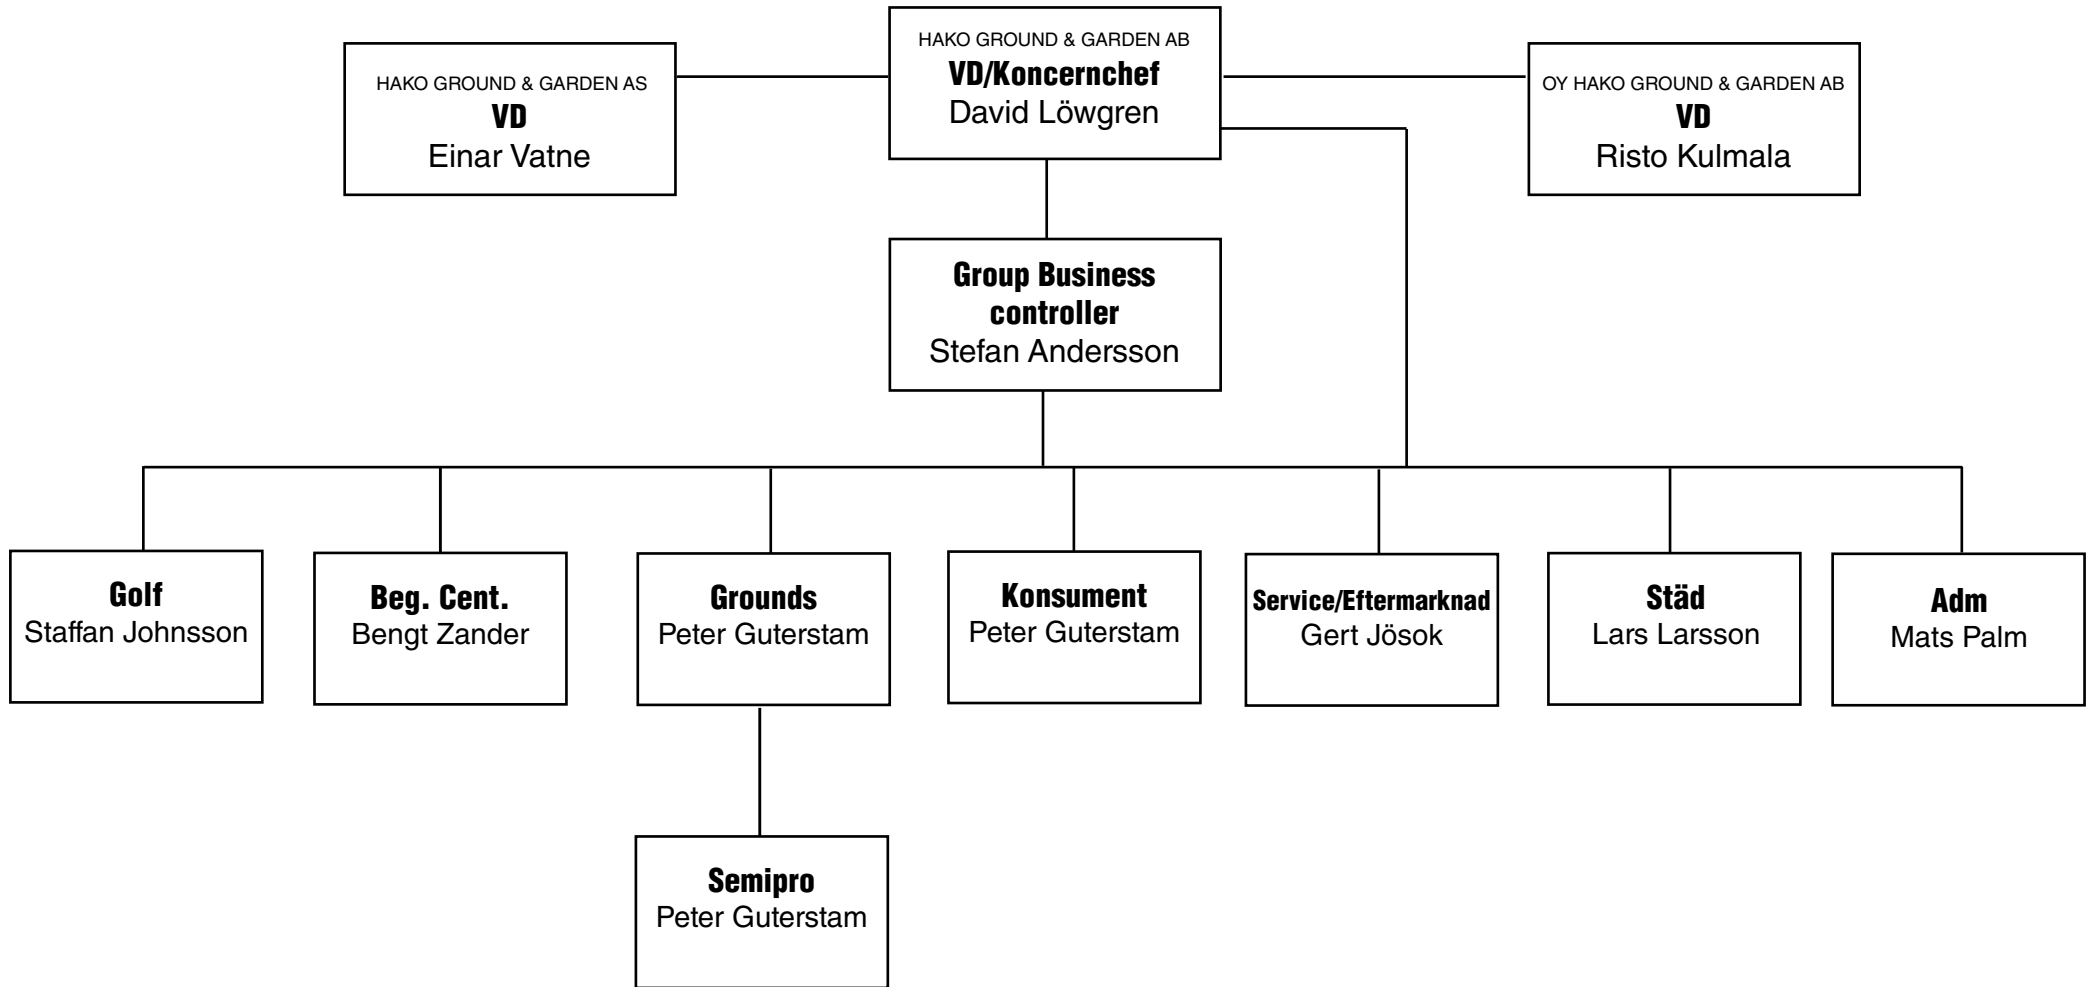 HAKO GROUND & GARDEN AS
VD
Einar Vatne
HAKO GROUND & GARDEN AB
VD/Koncernchef
David Löwgren
OY HAKO GROUND & GARDEN AB
VD
Risto Kulmala
Group Business
controller
Stefan Andersson
Golf
Staffan Johnsson
Beg. Cent.
Bengt Zander
Grounds
Peter Guterstam
Konsument
Peter Guterstam
Service/Eftermarknad
Gert Jösok
Städ
Lars Larsson
Adm
Mats Palm
Semipro
Peter Guterstam